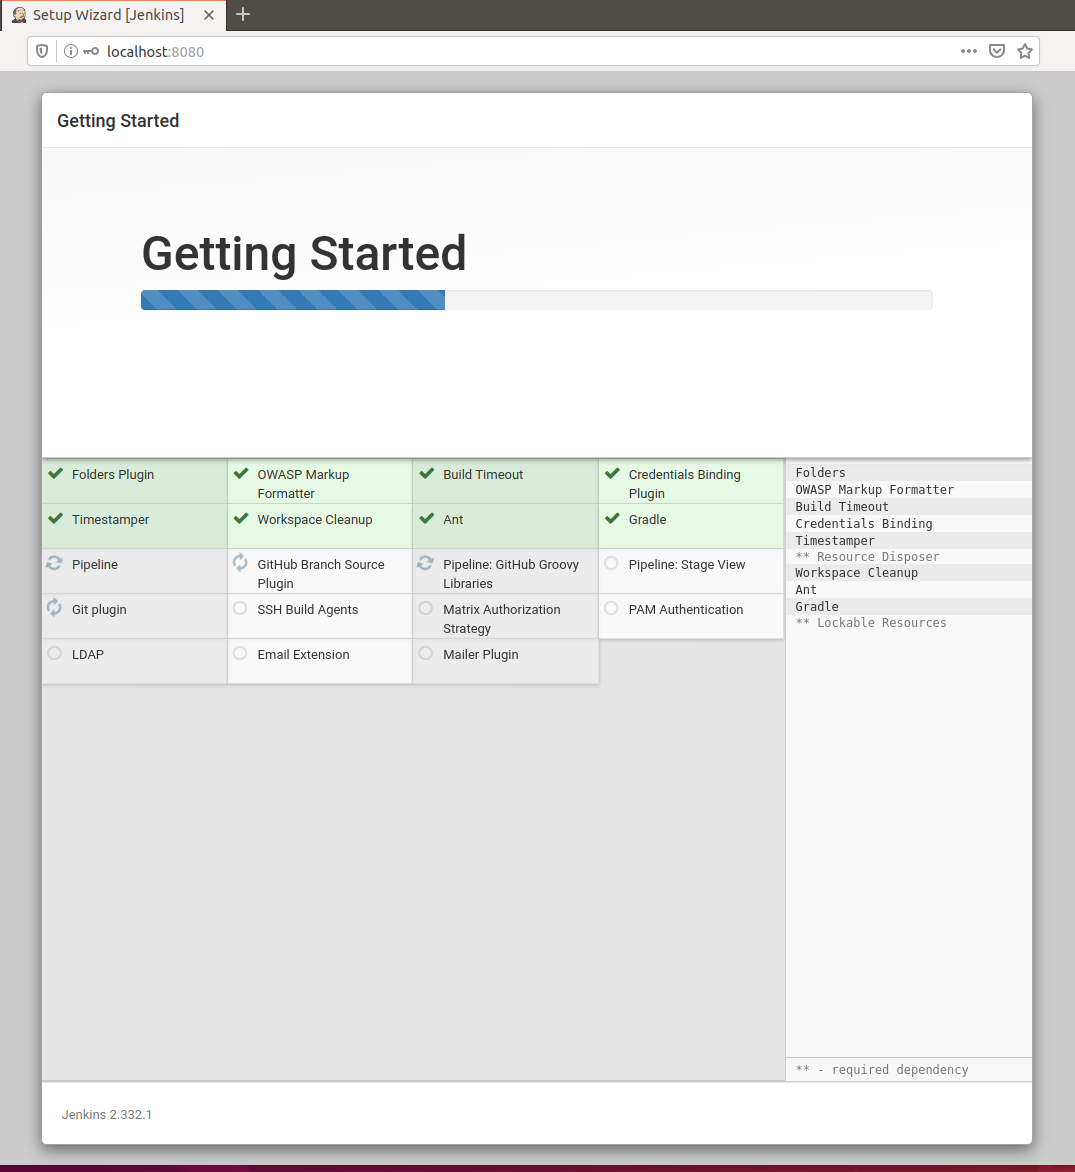 Setup Wizard [Jenkins]
localhost:8080
Getting Started
Getting Started
Folders Plugin
OWASP Markup
Formatter
Build Timeout
Credentials Binding
Plugin
Timestamper
Workspace Cleanup
Ant
Gradle
Pipeline
GitHub Branch Source
Plugin
Pipeline: GitHub Groovy
Libraries
Pipeline: Stage View
Git plugin
SSH Build Agents
Matrix Authorization
Strategy
PAM Authentication
LDAP
Email Extension
Mailer Plugin
Folders
OWASP Markup Formatter
Build Timeout
Credentials Binding
Timestamper
** Resource Disposer
Workspace Cleanup
Ant
Gradle
** Lockable Resources
** - required dependency
Jenkins 2.332.1